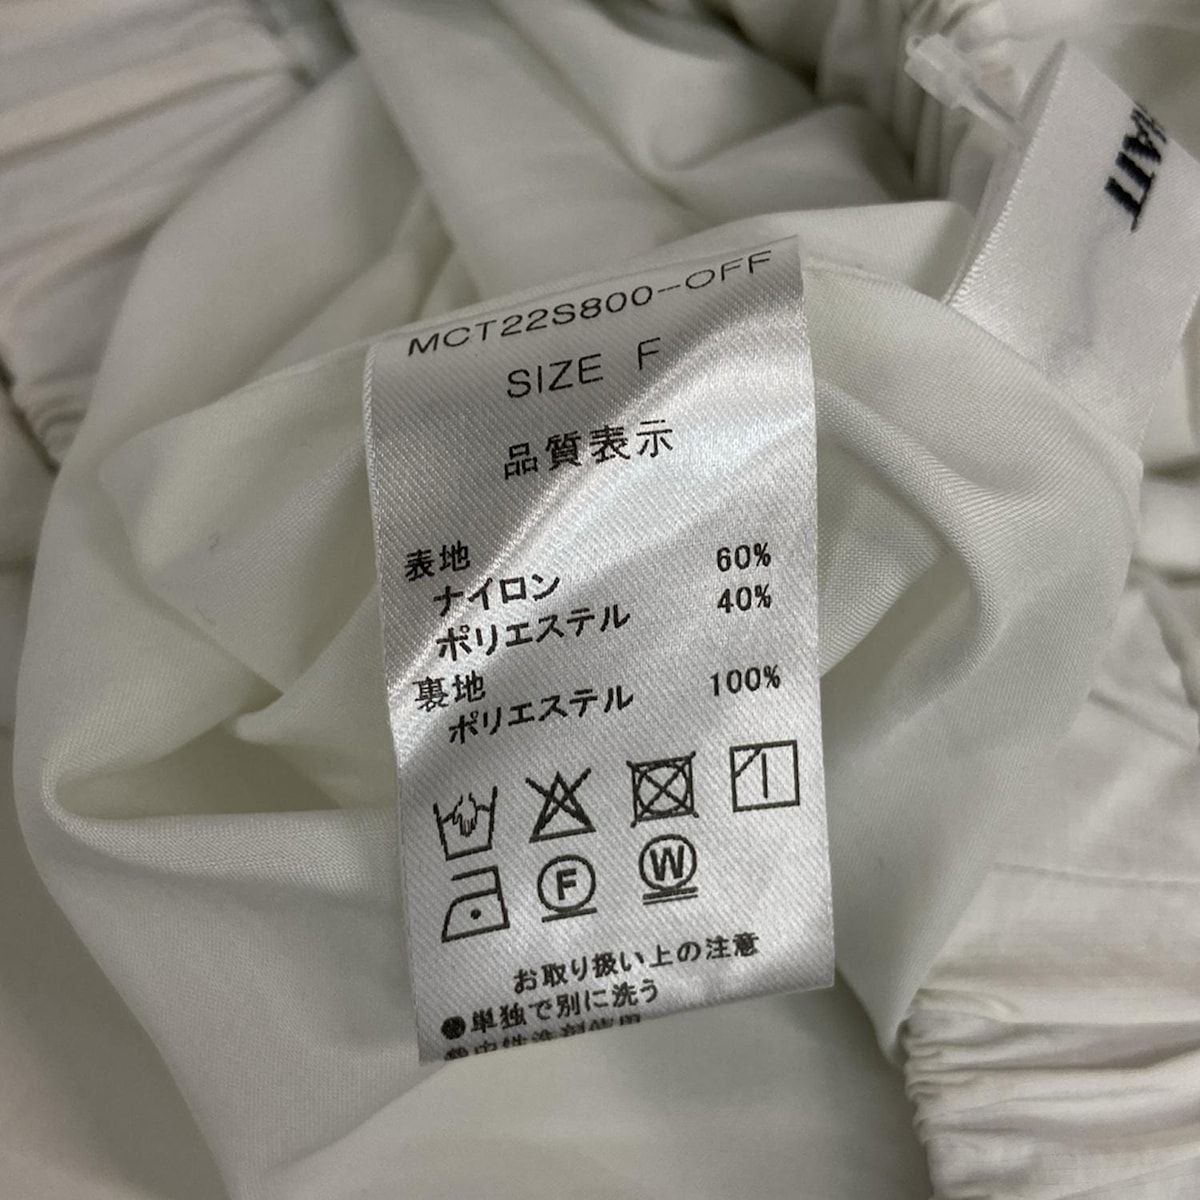 MCT22S800-OFF
SIZE F
品質表示
表地
ナイロン 60%
ポリエステル 40%
裏地
ポリエステル 100%
F W
お取り扱い上の注意
●単独で別に洗う